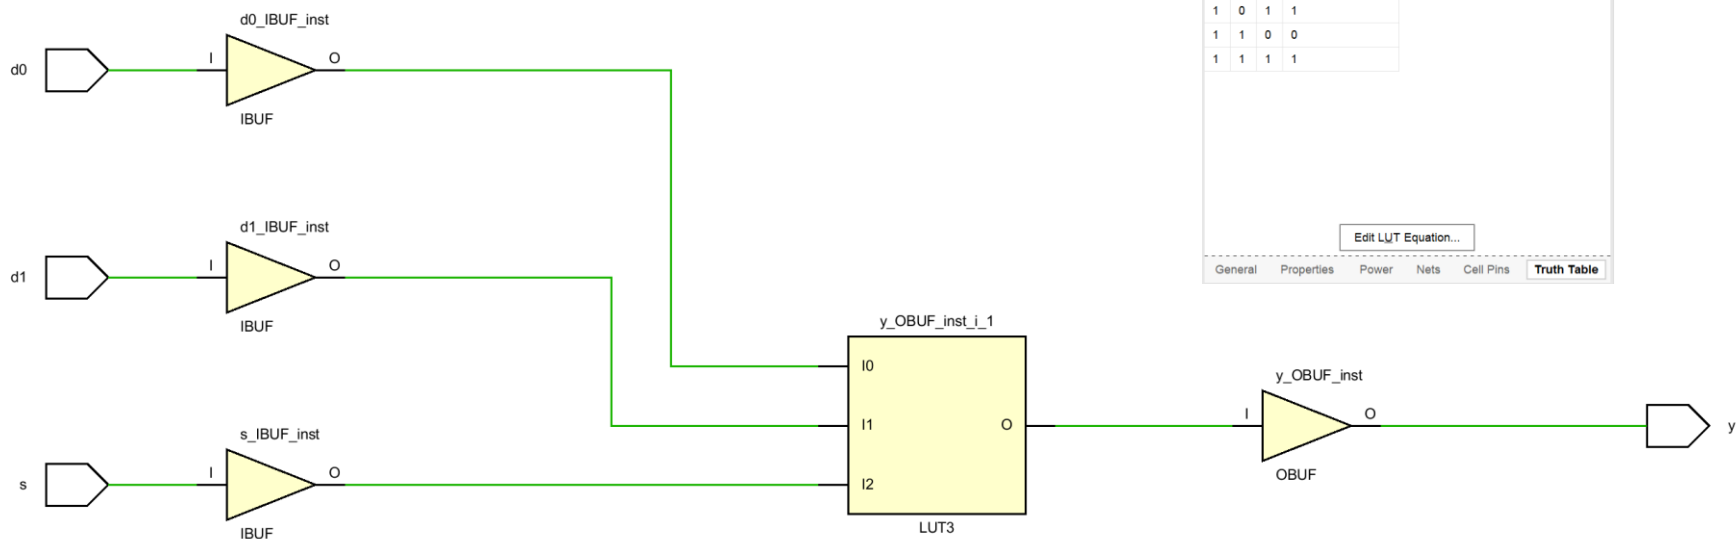 d0_IBUF_inst
d0
I
O
IBUF
1 0 1 1
1 1 0 0
1 1 1 1
Edit LUT Equation...
General Properties Power Nets Cell Pins Truth Table
d1_IBUF_inst
d1
I
O
IBUF
s_IBUF_inst
s
I
O
IBUF
y_OBUF_inst_i_1
I0
I1
I2
O
LUT3
y_OBUF_inst
I
O
OBUF
y